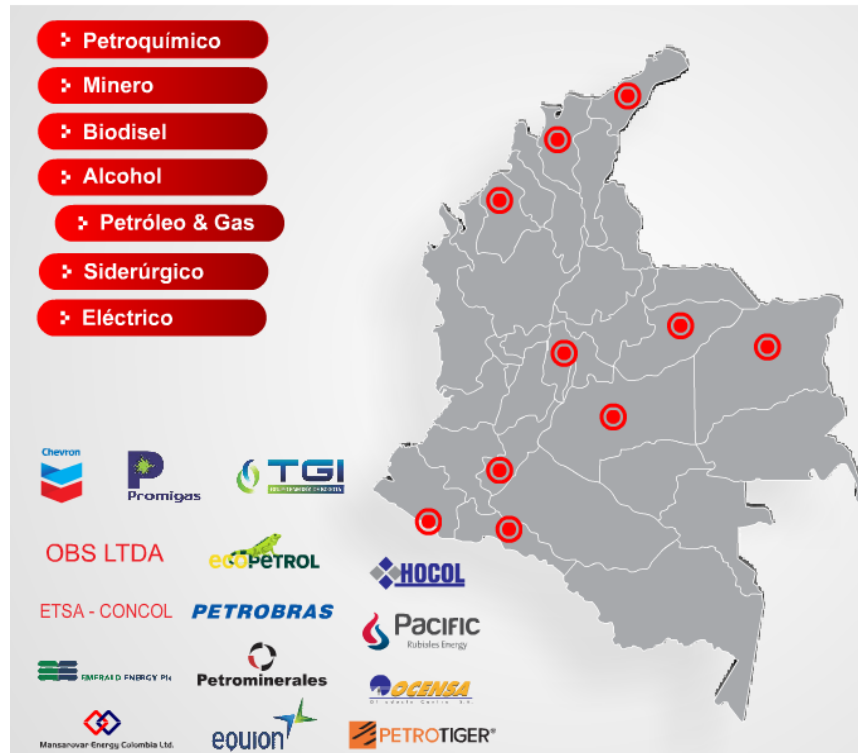 Petroquímico
Minero
Biodisel
Alcohol
Petróleo & Gas
Siderúrgico
Eléctrico
Chevron
Promigas
TGI
OBS LTDA
ecopetrol
HOCOL
ETSA - CONCOL
PETROBRAS
Pacific
Rubiales Energy
EMERALD ENERGY Plc
Petrominerales
OCENSA
Mansarovar Energy Colombia Ltd.
equion
PETROTIGER®